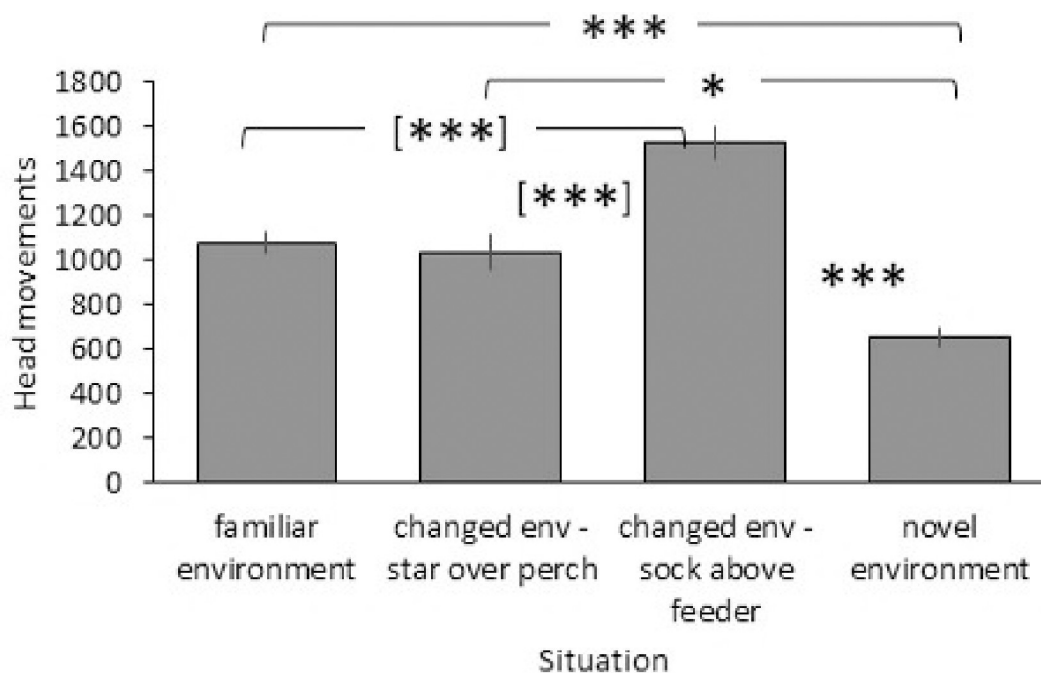 ***
1800
*
1600
[***]
1400
[***]
1200
1000
***
800
600
400
200
0
Head movements
familiar
environment
changed env -
star over perch
changed env -
sock above
feeder
novel
environment
Situation